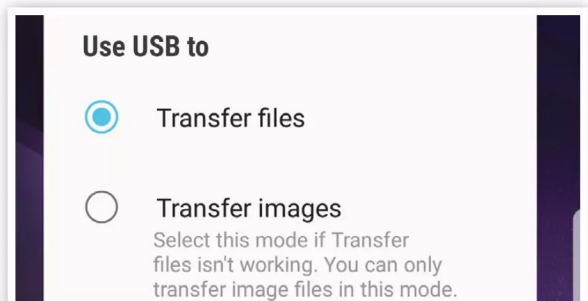 Use USB to
Transfer files
Transfer images
Select this mode if Transfer
files isn't working. You can only
transfer image files in this mode.